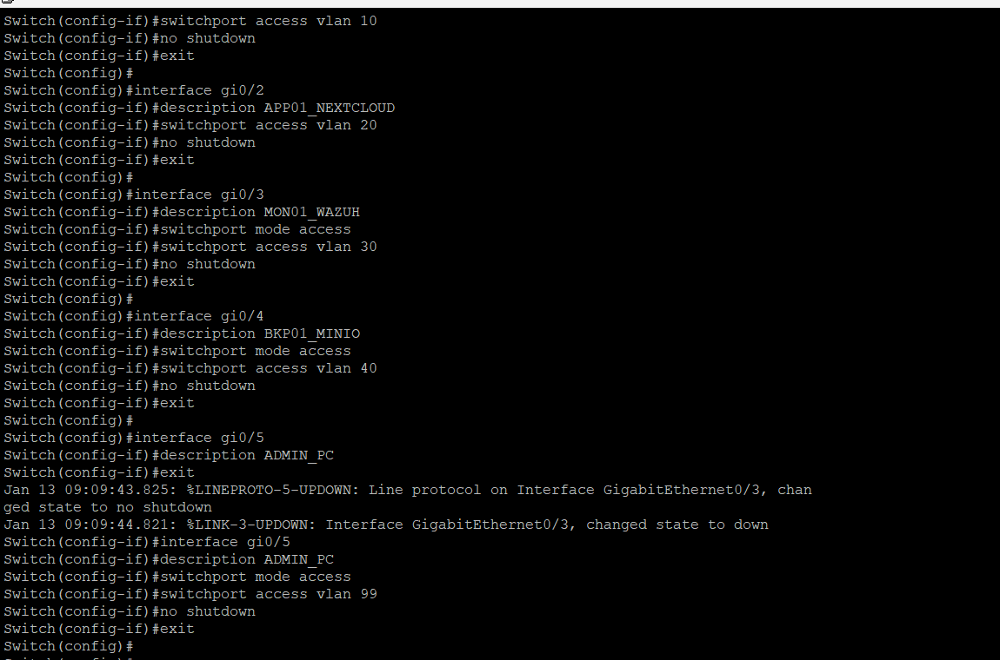 Switch(config-if)#switchport access vlan 10
Switch(config-if)#no shutdown
Switch(config-if)#exit
Switch(config)#
Switch(config)#interface gi0/2
Switch(config-if)#description APP01_NEXTCLOUD
Switch(config-if)#switchport access vlan 20
Switch(config-if)#no shutdown
Switch(config-if)#exit
Switch(config)#
Switch(config)#interface gi0/3
Switch(config-if)#description MON01_WAZUH
Switch(config-if)#switchport mode access
Switch(config-if)#switchport access vlan 30
Switch(config-if)#no shutdown
Switch(config-if)#exit
Switch(config)#
Switch(config)#interface gi0/4
Switch(config-if)#description BKP01_MINIO
Switch(config-if)#switchport mode access
Switch(config-if)#switchport access vlan 40
Switch(config-if)#no shutdown
Switch(config-if)#exit
Switch(config)#
Switch(config)#interface gi0/5
Switch(config-if)#description ADMIN_PC
Switch(config-if)#exit
Jan 13 09:09:43.825: %LINEPROTO-5-UPDOWN: Line protocol on Interface GigabitEthernet0/3, chan
ged state to no shutdown
Jan 13 09:09:44.821: %LINK-3-UPDOWN: Interface GigabitEthernet0/3, changed state to down
Switch(config-if)#interface gi0/5
Switch(config-if)#description ADMIN_PC
Switch(config-if)#switchport mode access
Switch(config-if)#switchport access vlan 99
Switch(config-if)#no shutdown
Switch(config-if)#exit
Switch(config)#